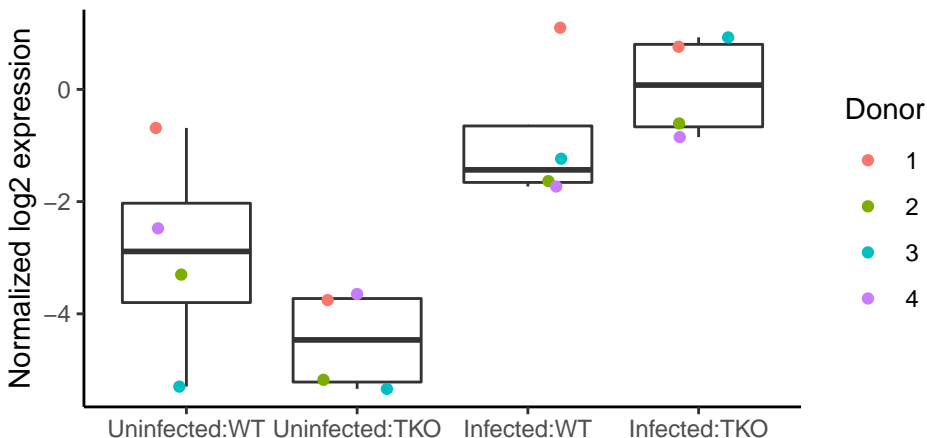 Normalized log2 expression
0
−2
−4
Uninfected:WT
Uninfected:TKO
Infected:WT
Infected:TKO
Donor
1
2
3
4